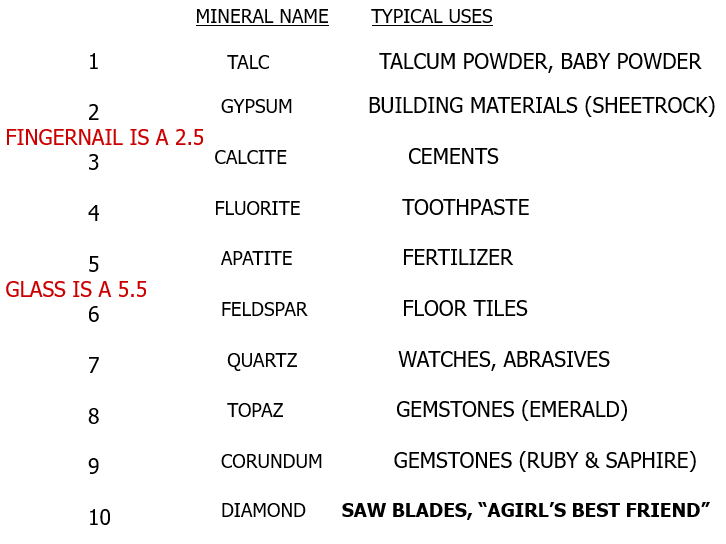 MINERAL NAME TYPICAL USES
1 TALC TALCUM POWDER, BABY POWDER
2 GYPSUM BUILDING MATERIALS (SHEETROCK)
FINGERNAIL IS A 2.5
3 CALCITE CEMENTS
4 FLUORITE TOOTHPASTE
5 APATITE FERTILIZER
GLASS IS A 5.5
6 FELDSPAR FLOOR TILES
7 QUARTZ WATCHES, ABRASIVES
8 TOPAZ GEMSTONES (EMERALD)
9 CORUNDUM GEMSTONES (RUBY & SAPHIRE)
10 DIAMOND SAW BLADES, “AGIRL’S BEST FRIEND”